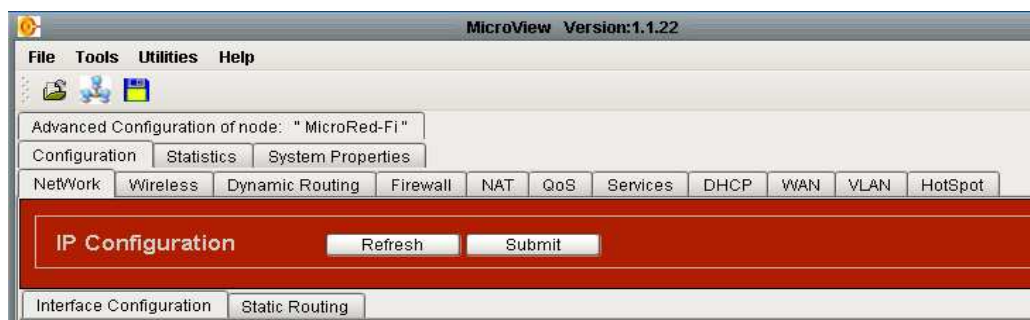 MicroView Version:1.1.22
File Tools Utilities Help
Advanced Configuration of node: "MicroRed-Fi"
Configuration Statistics System Properties
NetWork Wireless Dynamic Routing Firewall NAT QoS Services DHCP WAN VLAN HotSpot
IP Configuration Refresh Submit
Interface Configuration Static Routing